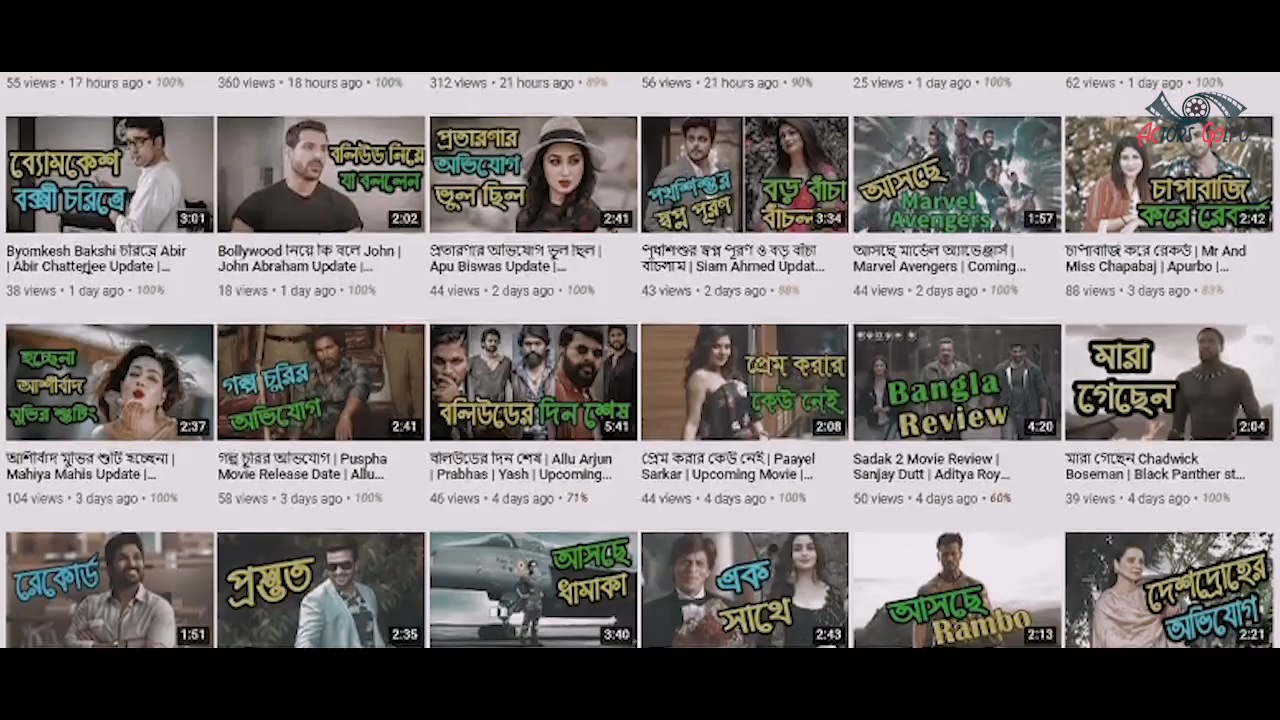 55 views • 17 hours ago • 100%
360 views • 18 hours ago • 100%
312 views • 21 hours ago • 89%
56 views • 21 hours ago • 90%
25 views • 1 day ago • 100%
62 views • 1 day ago • 100%
ACTORS GOLPO
ব্যোমকেশ
বক্সী চরিত্রে
3:01
বলিউড নিয়ে
যা বললেন
2:02
প্রতারণার
অভিযোগ
ভুল ছিল
2:41
পথশিশুর
স্বপ্ন পূরণ
বড় বাঁচা
3:34
আসছে
Marvel
Avengers
1:57
চাপাবাজি
করে
2:42
Byomkesh Bakshi চরিত্রে Abir
| Abir Chatterjee Update |...
38 views • 1 day ago • 100%
Bollywood নিয়ে কি বলে John |
John Abraham Update |...
18 views • 1 day ago • 100%
প্রতারণার অভিযোগ ভুল ছিল |
Apu Biswas Update |...
44 views • 2 days ago • 100%
পথশিশুর স্বপ্ন পূরণ ও বড় বাঁচা
বাঁচলাম | Siam Ahmed Updat...
43 views • 2 days ago • 88%
আসছে মার্ভেল অ্যাভেঞ্জার্স |
Marvel Avengers | Coming...
44 views • 2 days ago • 100%
চাপাবাজি করে রেকর্ড | Mr And
Miss Chapabaj | Apurbo |...
88 views • 3 days ago • 83%
হচ্ছেনা
আশীর্বাদ
মুভির শুটিং
2:37
গল্প চুরির
অভিযোগ
2:41
বলিউডের দিন শেষ
5:41
প্রেম করার
কেউ নেই
2:08
Bangla
Review
4:20
মারা
গেছেন
2:04
আশীর্বাদ মুভির শুটিং হচ্ছেনা |
Mahiya Mahis Update |...
104 views • 3 days ago • 100%
গল্প চুরির অভিযোগ | Puspha
Movie Release Date | Allu...
58 views • 3 days ago • 100%
বলিউডের দিন শেষ | Allu Arjun
| Prabhas | Yash | Upcoming...
46 views • 4 days ago • 71%
প্রেম করার কেউ নেই | Paayel
Sarkar | Upcoming Movie |...
44 views • 4 days ago • 100%
Sadak 2 Movie Review |
Sanjay Dutt | Aditya Roy...
50 views • 4 days ago • 60%
মারা গেছেন Chadwick
Boseman | Black Panther st...
39 views • 4 days ago • 100%
রেকোর্ড
1:51
প্রস্তুত
2:35
আসছে
ধামাকা
3:40
এক
সাথে
2:43
আসছে
Rambo
2:13
দেশদ্রোহের
অভিযোগ
2:21